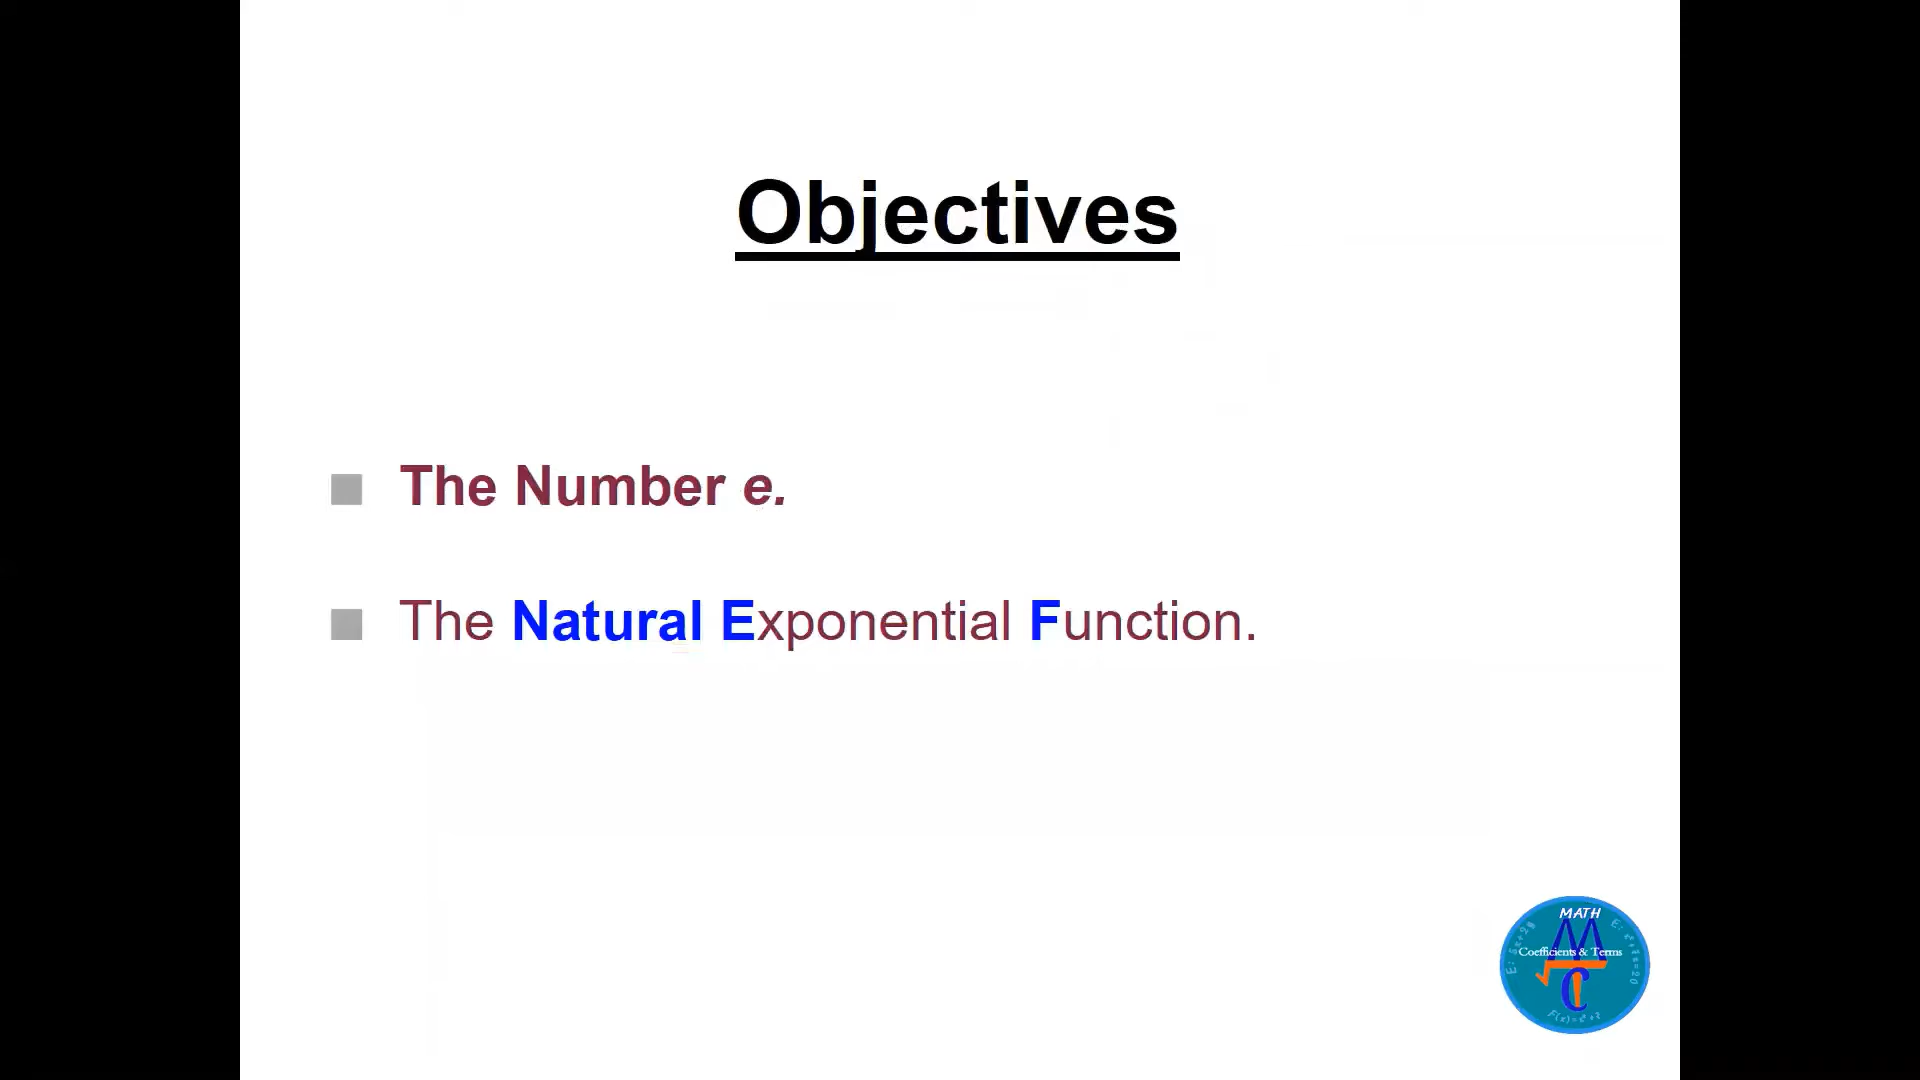 Objectives
The Number e.
The Natural Exponential Function.
MATH
Coefficients & Terms